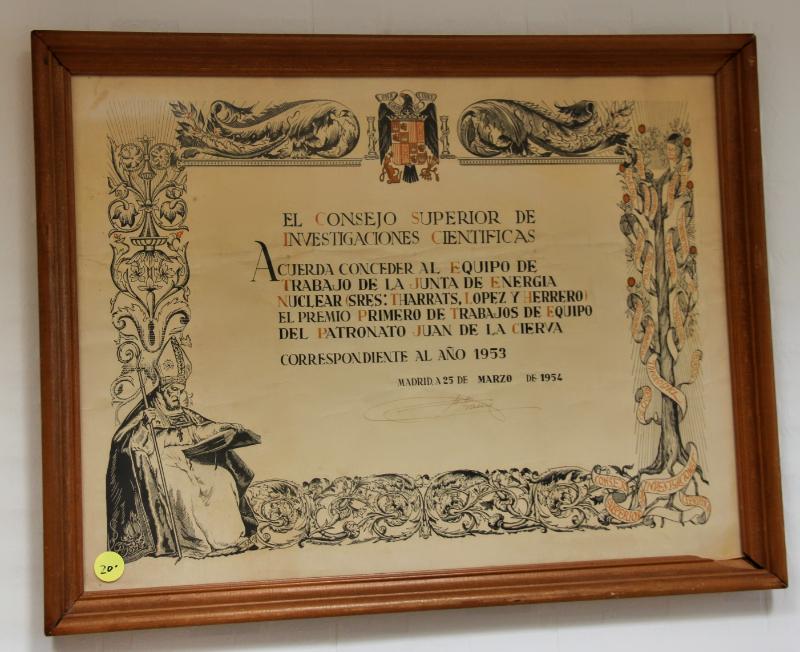 EL CONSEJO SUPERIOR DE
INVESTIGACIONES CIENTIFICAS
ACUERDA CONCEDER AL EQUIPO DE
TRABAJO DE LA JUNTA DE ENERGIA
NUCLEAR (SRES: THARRATS, LOPEZ Y HERRERO)
EL PREMIO PRIMERO DE TRABAJOS DE EQUIPO
DEL PATRONATO JUAN DE LA CIERVA
CORRESPONDIENTE AL AÑO 1953
MADRID, A 25 DE MARZO DE 1954
20.